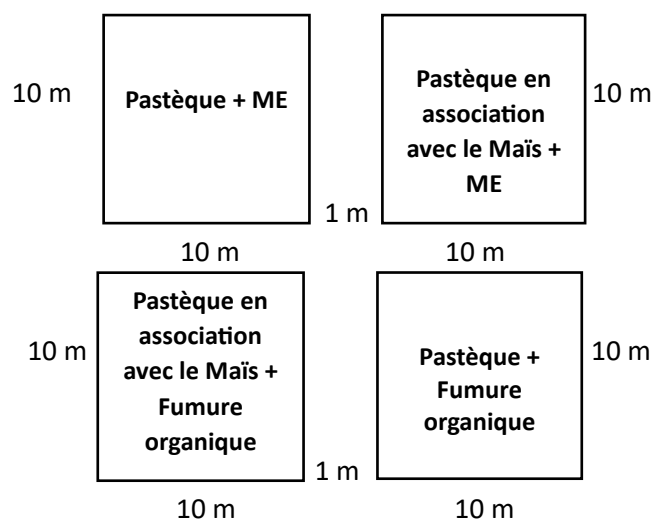 10 m
Pastèque + ME
Pastèque en
association
avec le Maïs +
ME
10 m
1 m
10 m
10 m
10 m
Pastèque en
association
avec le Maïs +
Fumure
organique
Pastèque +
Fumure
organique
10 m
1 m
10 m
10 m